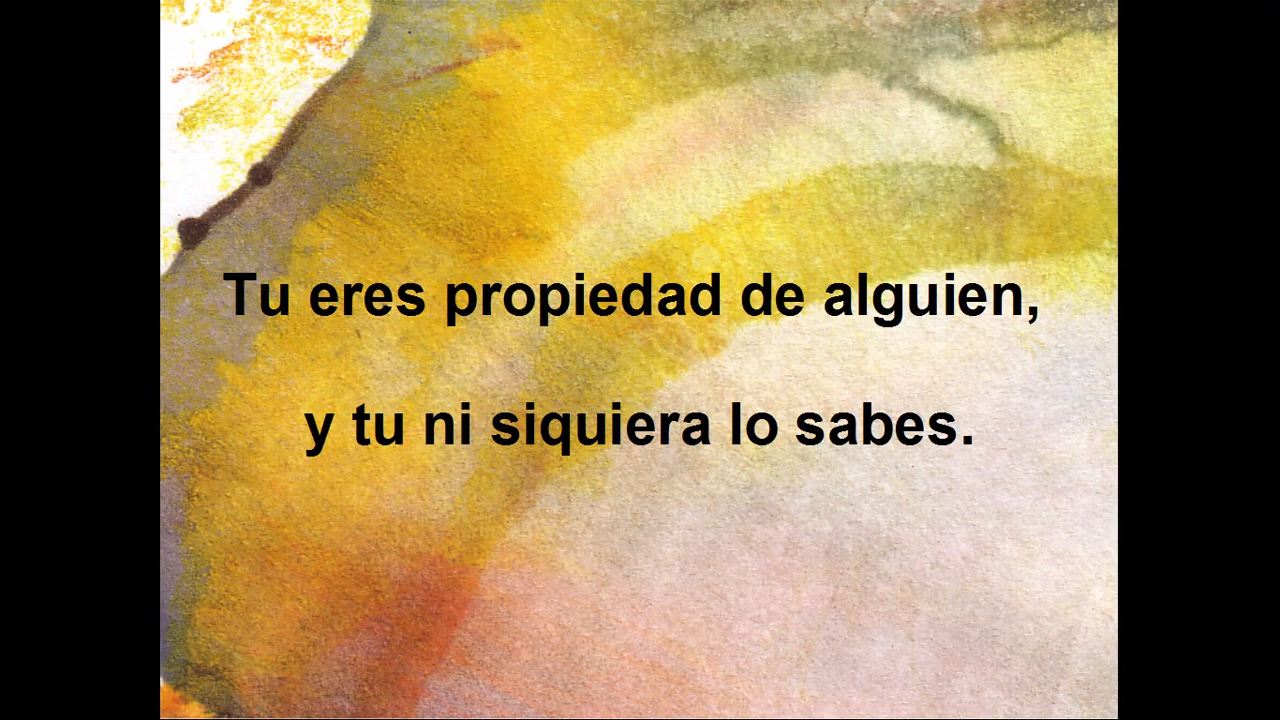 Tu eres propiedad de alguien,
y tu ni siquiera lo sabes.